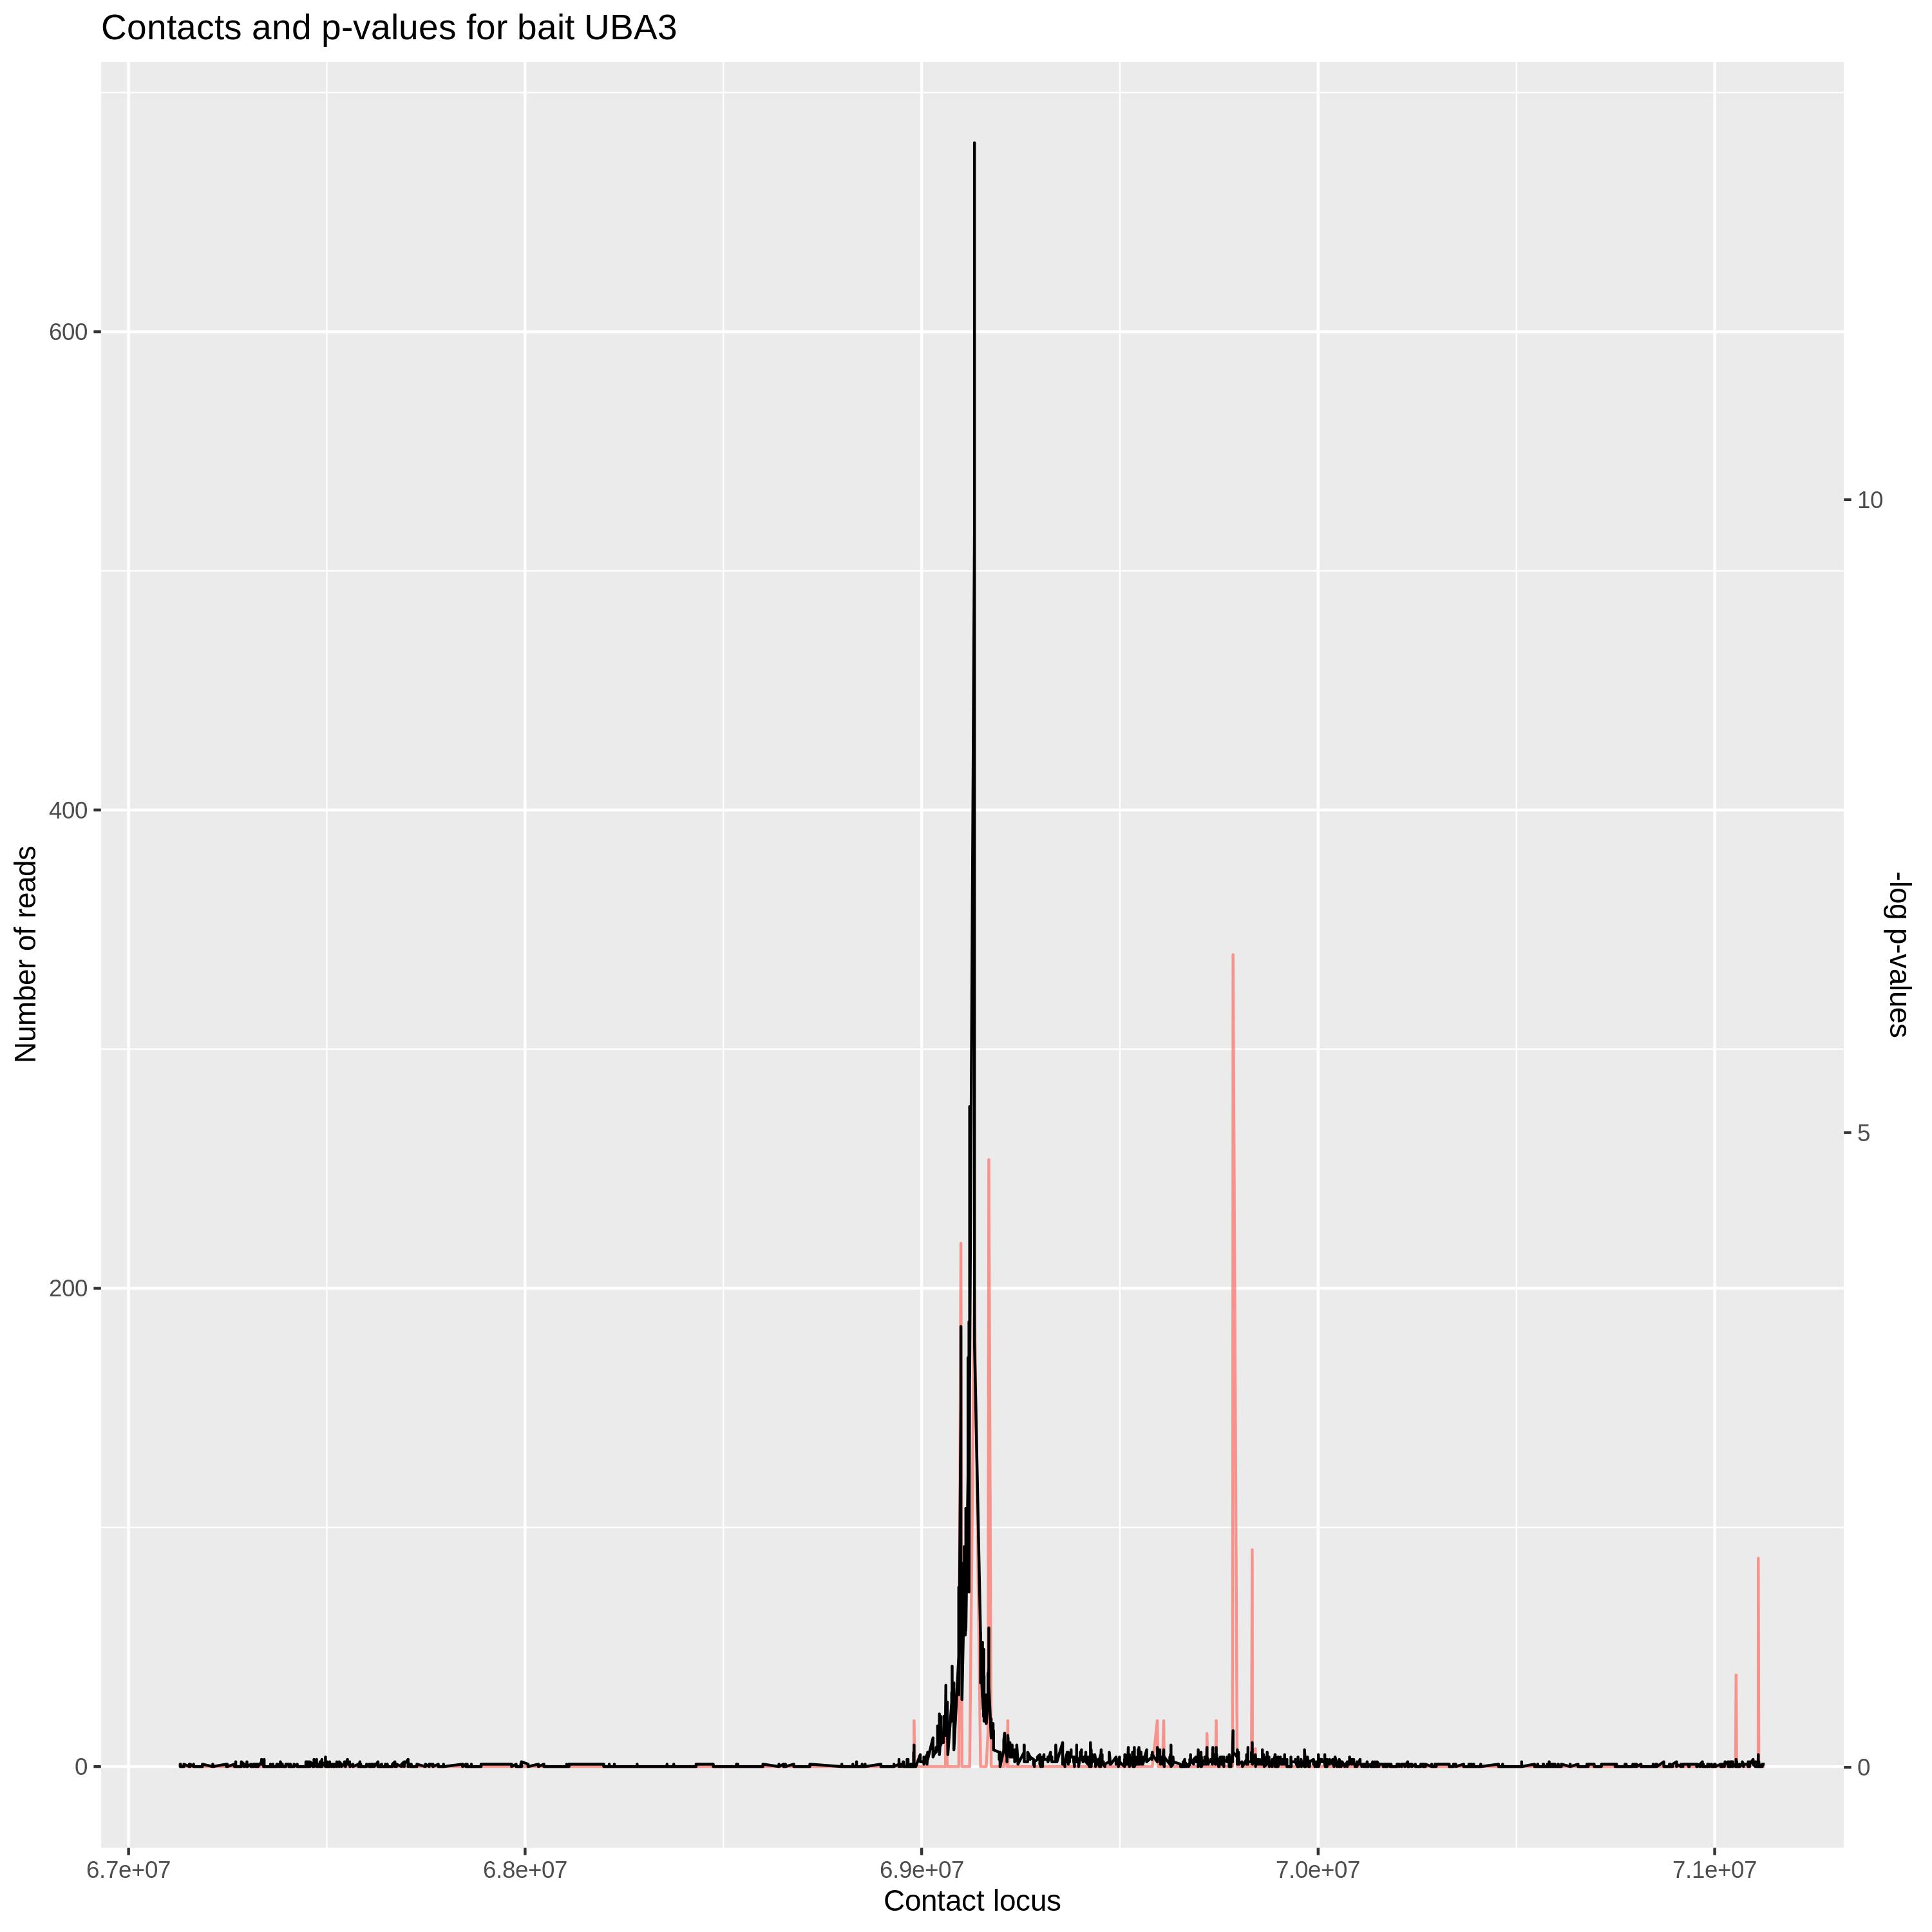 Contacts and p-values for bait UBA3
600
400
200
0
Number of reads
10
5
0
-log p-values
6.7e+07 6.8e+07 6.9e+07 7.0e+07 7.1e+07
Contact locus